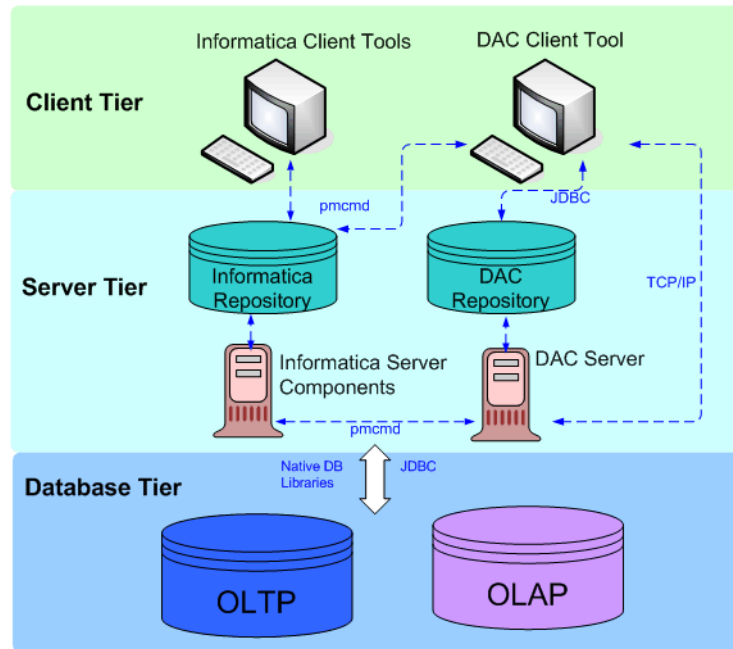 Informatica Client Tools
DAC Client Tool
Client Tier
pmcmd
JDBC
Informatica
Repository
DAC
Repository
Server Tier
TCP/IP
Informatica Server
Components
DAC Server
pmcmd
Native DB
Libraries
JDBC
Database Tier
OLTP
OLAP